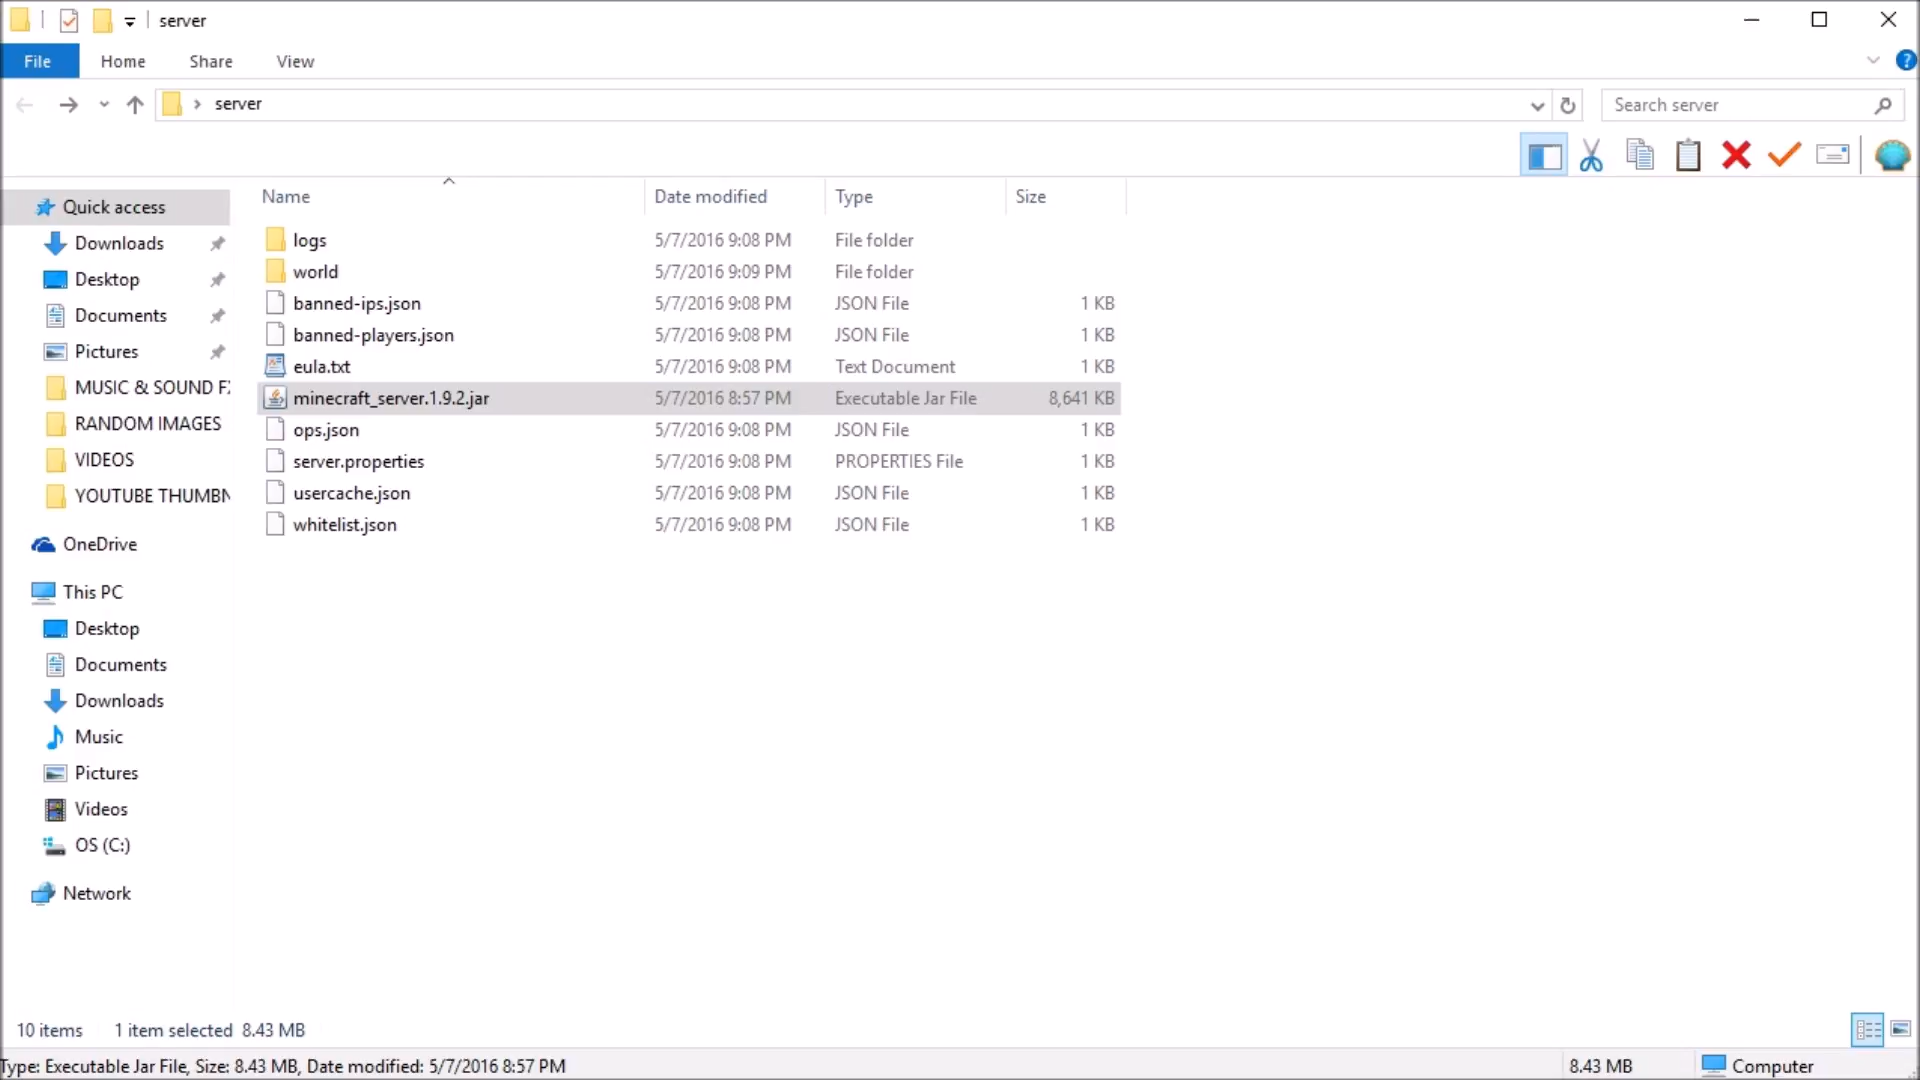 server
File Home Share View
server Search server
Name Date modified Type Size
Quick access
Downloads
Desktop
Documents
Pictures
MUSIC & SOUND F
RANDOM IMAGES
VIDEOS
YOUTUBE THUMBN
OneDrive
This PC
Desktop
Documents
Downloads
Music
Pictures
Videos
OS (C:)
Network
logs 5/7/2016 9:08 PM File folder
world 5/7/2016 9:09 PM File folder
banned-ips.json 5/7/2016 9:08 PM JSON File 1 KB
banned-players.json 5/7/2016 9:08 PM JSON File 1 KB
eula.txt 5/7/2016 9:08 PM Text Document 1 KB
minecraft_server.1.9.2.jar 5/7/2016 8:57 PM Executable Jar File 8,641 KB
ops.json 5/7/2016 9:08 PM JSON File 1 KB
server.properties 5/7/2016 9:08 PM PROPERTIES File 1 KB
usercache.json 5/7/2016 9:08 PM JSON File 1 KB
whitelist.json 5/7/2016 9:08 PM JSON File 1 KB
10 items 1 item selected 8.43 MB
Type: Executable Jar File, Size: 8.43 MB, Date modified: 5/7/2016 8:57 PM 8.43 MB Computer